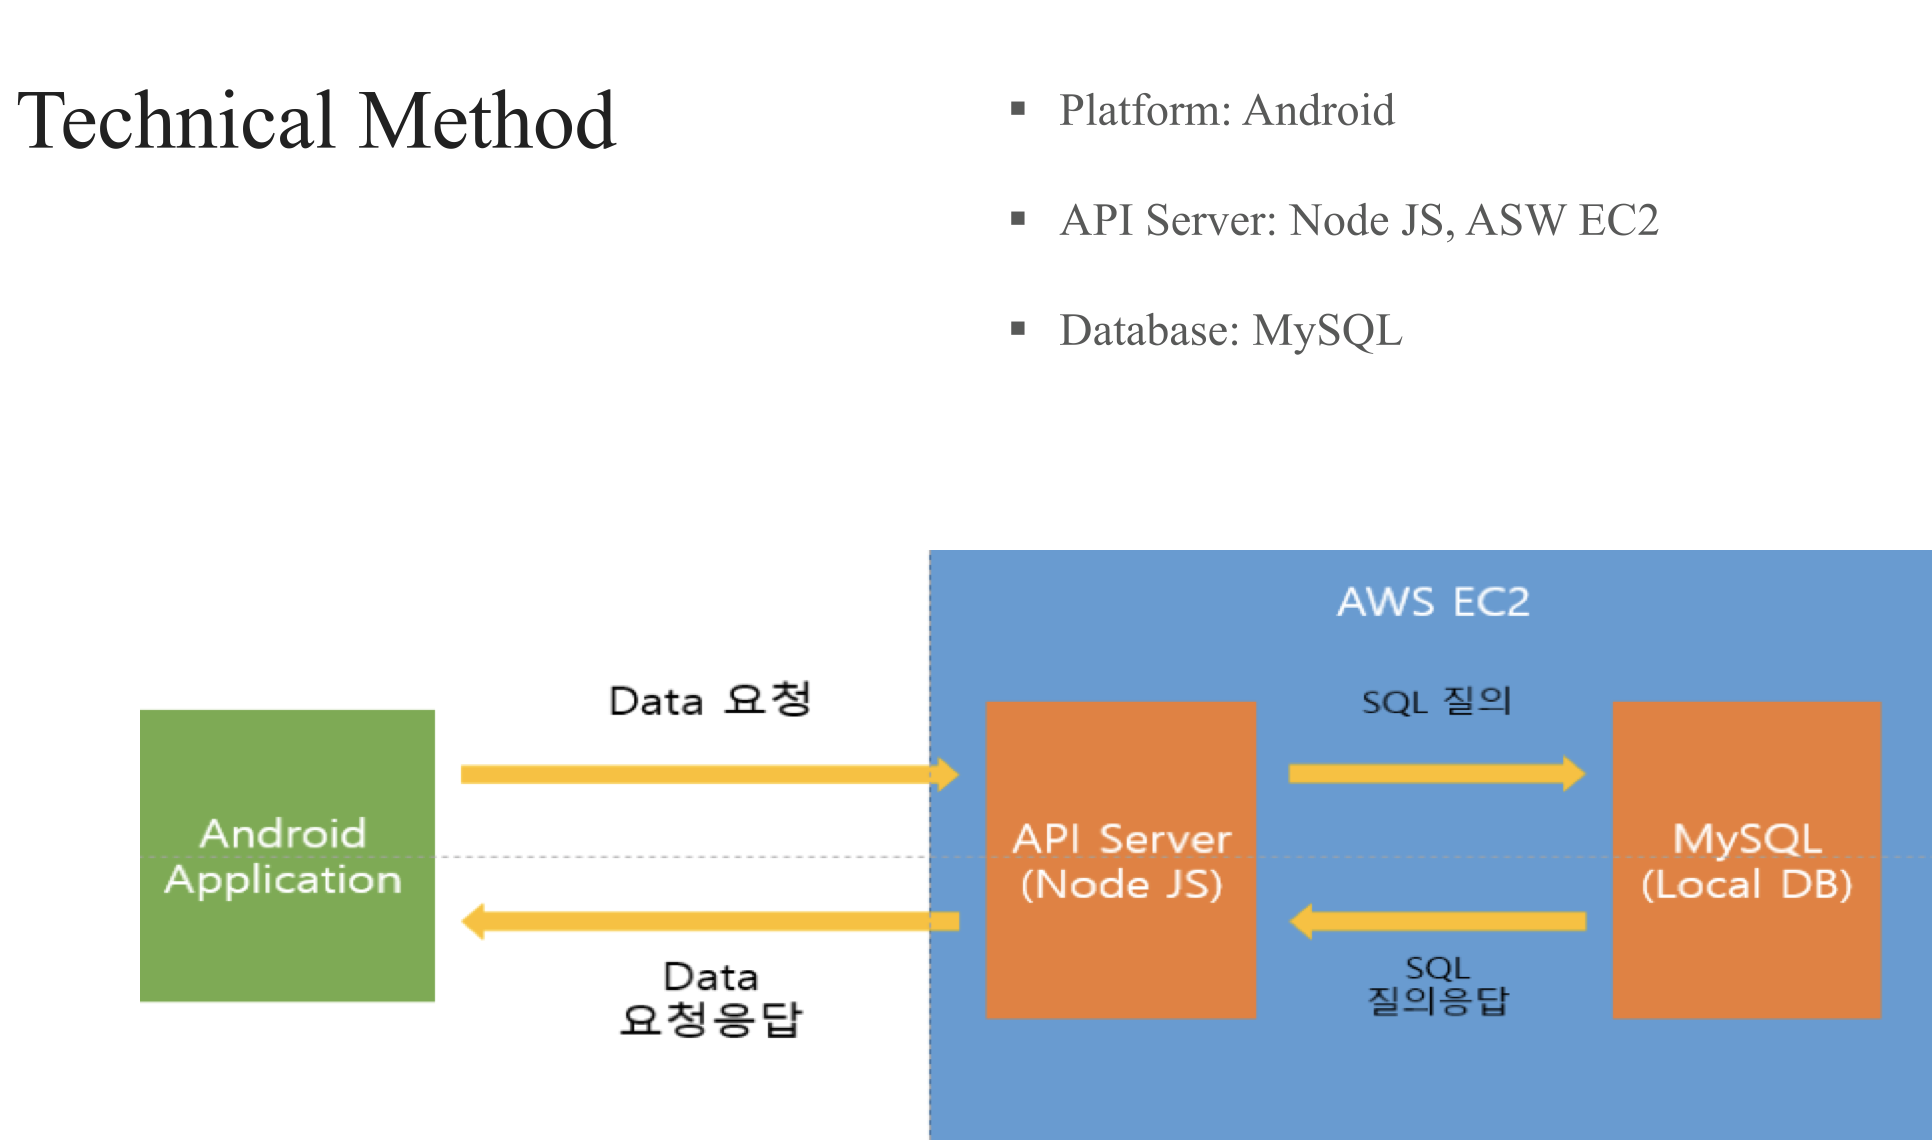 Technical Method
▪ Platform: Android
▪ API Server: Node JS, ASW EC2
▪ Database: MySQL
AWS EC2
Data 요청
SQL 질의
Android
Application
API Server
(Node JS)
MySQL
(Local DB)
Data
요청응답
SQL
질의응답